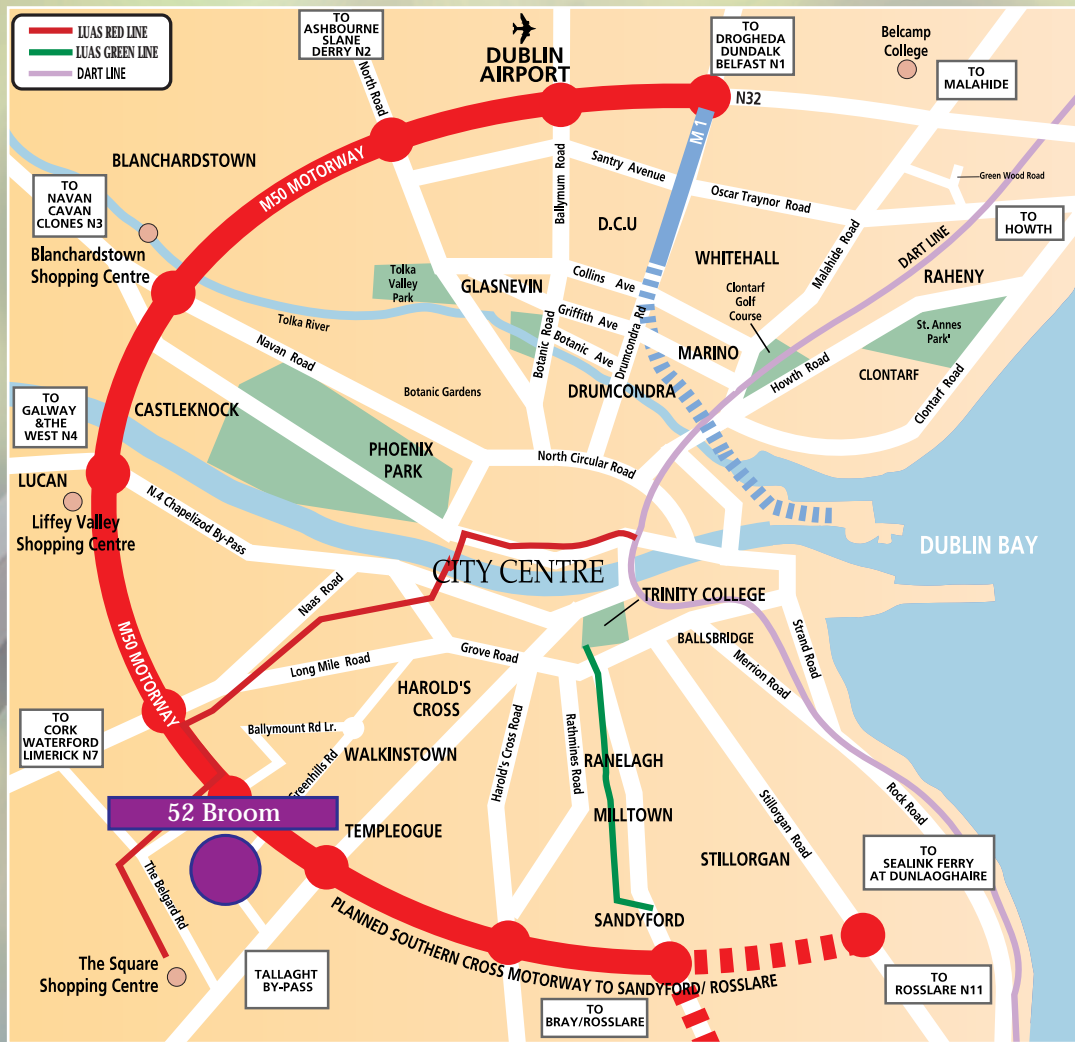 LUAS RED LINE
LUAS GREEN LINE
DART LINE
TO
ASHBOURNE
SLANE
DERRY N2
DUBLIN
AIRPORT
TO
DROGHEDA
DUNDALK
BELFAST N1
Belcamp
College
TO
MALAHIDE
North Road
N32
M 1
BLANCHARDSTOWN
M50 MOTORWAY
Ballymum Road
Santry Avenue
Oscar Traynor Road
Green Wood Road
TO
NAVAN
CAVAN
CLONES N3
TO
HOWTH
D.C.U
WHITEHALL
Malahide Road
DART LINE
RAHENY
Blanchardstown
Shopping Centre
Tolka
Valley
Park
GLASNEVIN
Collins Ave
Clontarf
Golf
Course
Griffith Ave
Tolka River
Navan Road
Botanic Road
Botanic Ave
Drumcondra Rd
MARINO
St. Annes
Park'
Howth Road
CLONTARF
Clontarf Road
Botanic Gardens
DRUMCONDRA
TO
GALWAY
&THE
WEST N4
CASTLEKNOCK
PHOENIX
PARK
North Circular Road
LUCAN
Liffey Valley
Shopping Centre
N.4 Chapelizod By-Pass
CITY CENTRE
DUBLIN BAY
Naas Road
TRINITY COLLEGE
BALLSBRIDGE
Strand Road
Merrion Road
M50 MOTORWAY
Long Mile Road
Grove Road
HAROLD'S
CROSS
TO
CORK
WATERFORD
LIMERICK N7
Ballymount Rd Lr.
WALKINSTOWN
Greenhills Rd
Harold's Cross Road
Rathmines Road
RANELAGH
Stillorgan Road
Rock Road
52 Broom
TEMPLEOGUE
MILLTOWN
STILLORGAN
TO
SEALINK FERRY
AT DUNLAOGHAIRE
The Belgard Rd
SANDYFORD
PLANNED SOUTHERN CROSS MOTORWAY TO SANDYFORD/ ROSSLARE
The Square
Shopping Centre
TALLAGHT
BY-PASS
TO
BRAY/ROSSLARE
TO
ROSSLARE N11